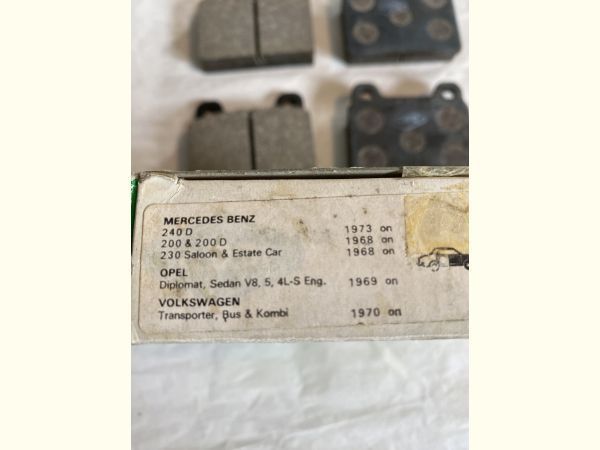 MERCEDES BENZ
240 D 1973 on
200 & 200 D 1968 on
230 Saloon & Estate Car 1968 on
OPEL
Diplomat, Sedan V8, 5, 4L-S Eng. 1969 on
VOLKSWAGEN
Transporter, Bus & Kombi 1970 on